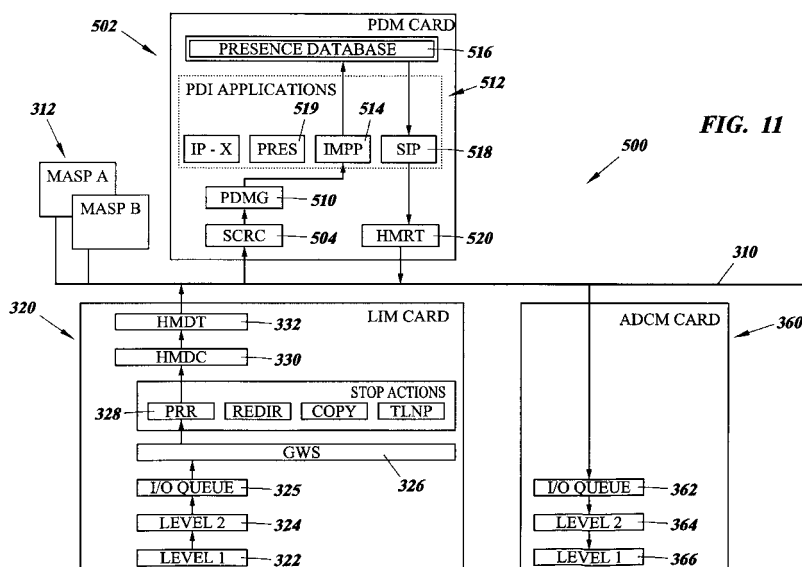 PDM CARD
502
PRESENCE DATABASE
516
PDI APPLICATIONS
512
519
514
IP - X
PRES
IMPP
SIP
518
FIG. 11
500
312
MASP A
MASP B
PDMG
510
SCRC
504
HMRT
520
310
320
LIM CARD
HMDT
332
HMDC
330
STOP ACTIONS
328
PRR
REDIR
COPY
TLNP
GWS
326
I/O QUEUE
325
LEVEL 2
324
LEVEL 1
322
ADCM CARD
360
I/O QUEUE
362
LEVEL 2
364
LEVEL 1
366